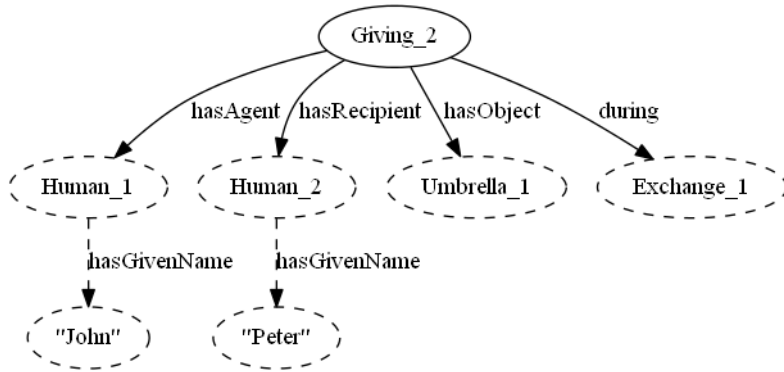 Giving_2
hasAgent hasRecipient hasObject during
Human_1 Human_2 Umbrella_1 Exchange_1
hasGivenName hasGivenName
"John" "Peter"